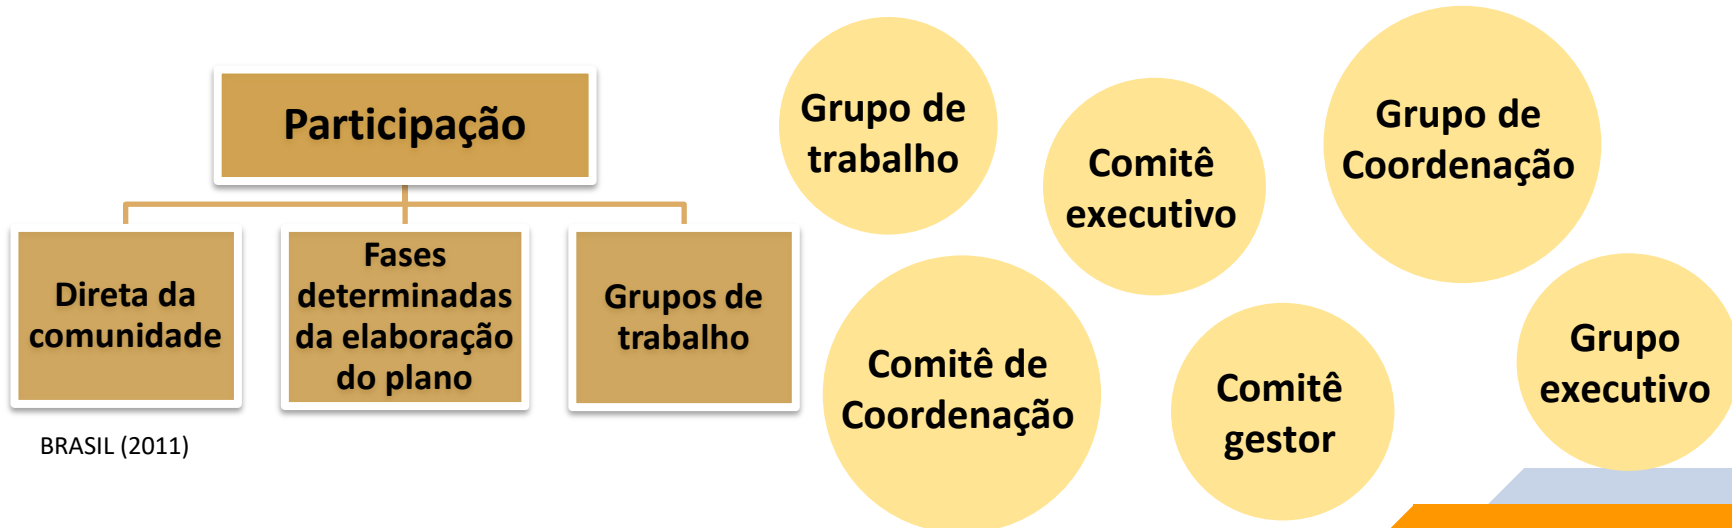 Participação
Direta da
comunidade
Fases
determinadas
da elaboração
do plano
Grupos de
trabalho
BRASIL (2011)
Grupo de
trabalho
Comitê
executivo
Grupo de
Coordenação
Comitê de
Coordenação
Comitê
gestor
Grupo
executivo